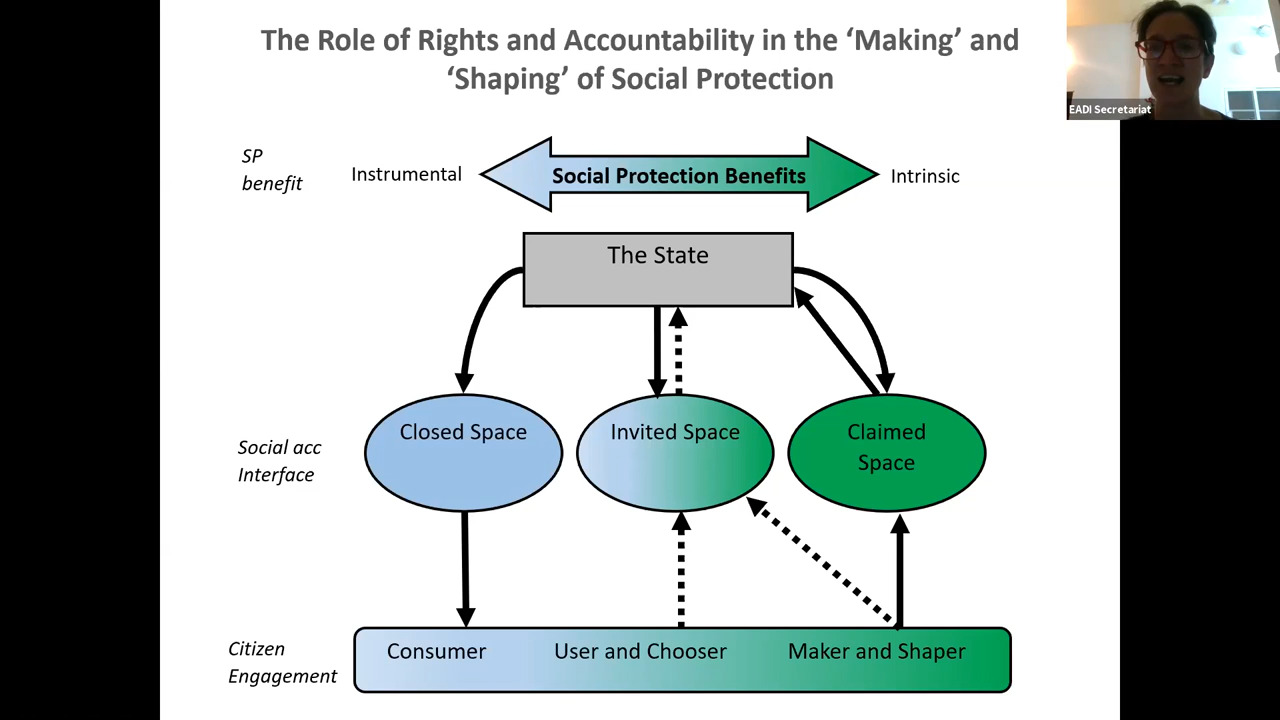 The Role of Rights and Accountability in the ‘Making’ and
‘Shaping’ of Social Protection
EADI Secretariat
SP
benefit
Instrumental
Social Protection Benefits
Intrinsic
The State
Social acc
Interface
Closed Space
Invited Space
Claimed
Space
Citizen
Engagement
Consumer
User and Chooser
Maker and Shaper